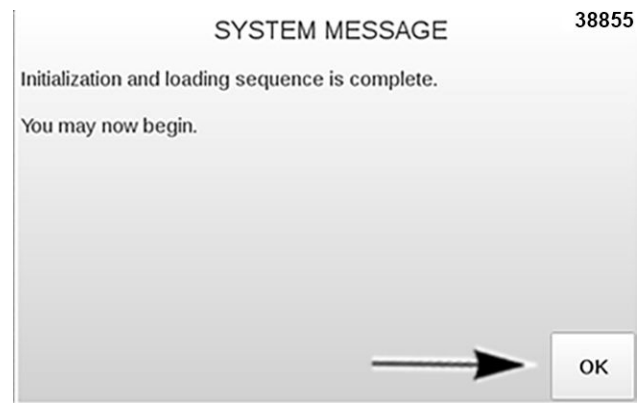 SYSTEM MESSAGE
38855
Initialization and loading sequence is complete.
You may now begin.
OK